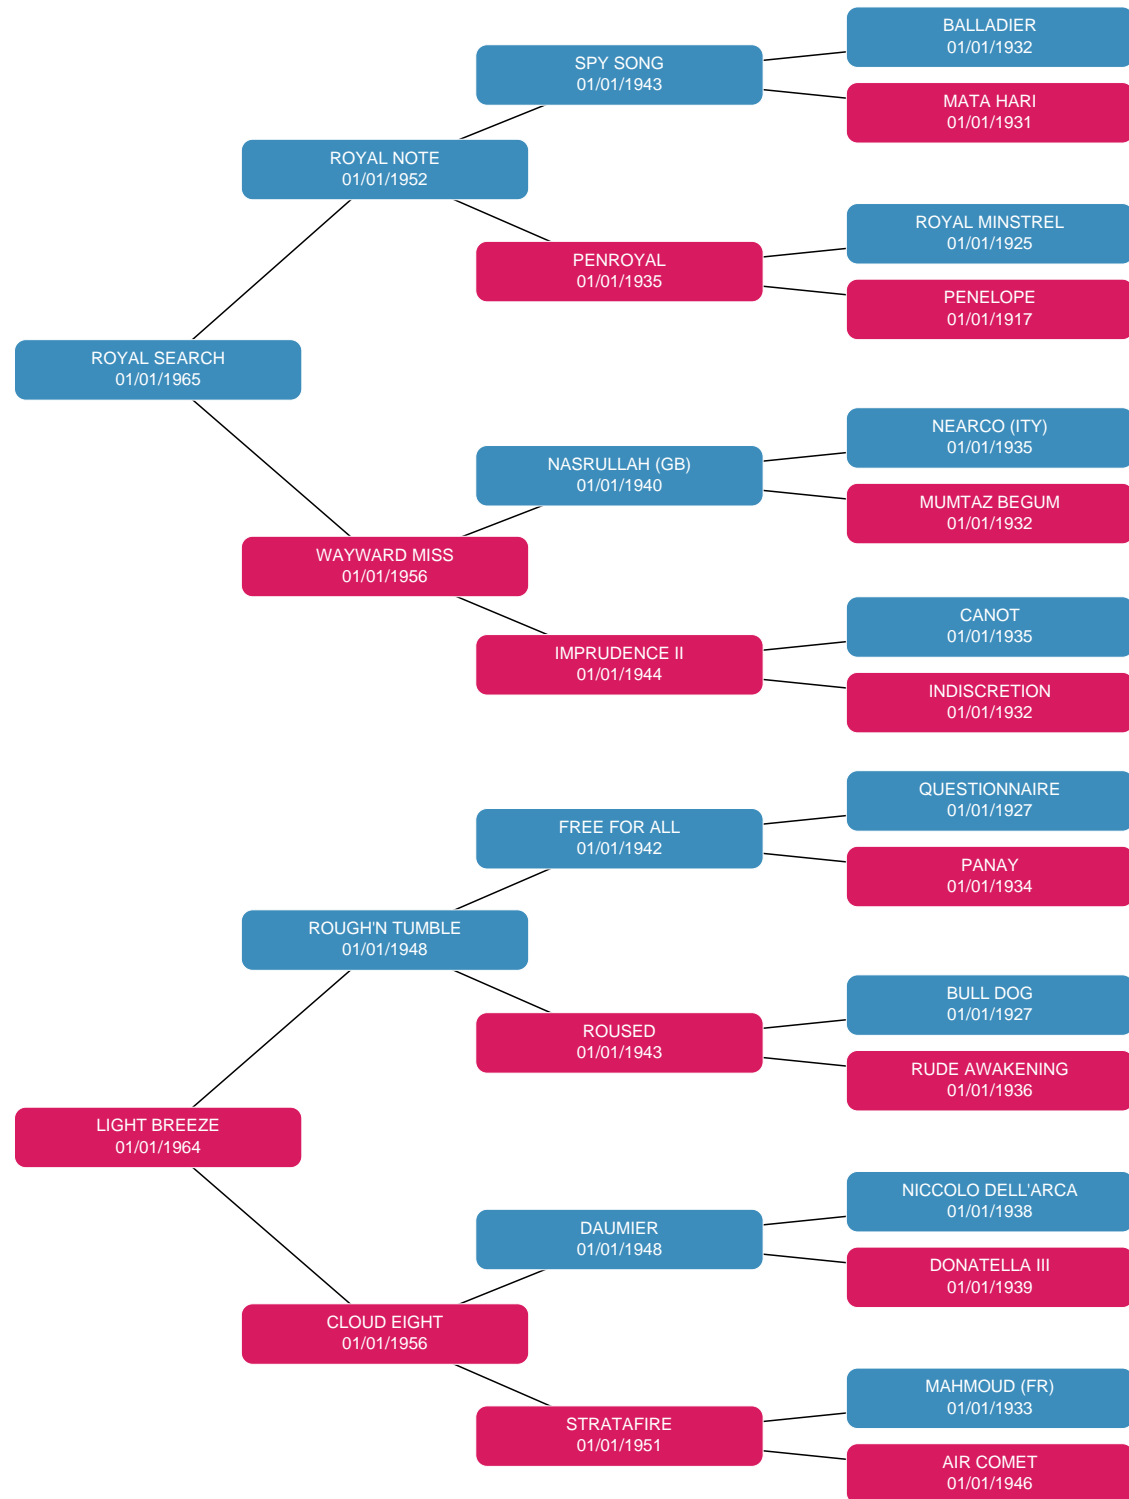 BALLADIER
01/01/1932
SPY SONG
01/01/1943
MATA HARI
01/01/1931
ROYAL NOTE
01/01/1952
ROYAL MINSTREL
01/01/1925
PENROYAL
01/01/1935
PENELOPE
01/01/1917
ROYAL SEARCH
01/01/1965
NEARCO (ITY)
01/01/1935
NASRULLAH (GB)
01/01/1940
MUMTAZ BEGUM
01/01/1932
WAYWARD MISS
01/01/1956
CANOT
01/01/1935
IMPRUDENCE II
01/01/1944
INDISCRETION
01/01/1932
QUESTIONNAIRE
01/01/1927
FREE FOR ALL
01/01/1942
PANAY
01/01/1934
ROUGH'N TUMBLE
01/01/1948
BULL DOG
01/01/1927
ROUSED
01/01/1943
RUDE AWAKENING
01/01/1936
LIGHT BREEZE
01/01/1964
NICCOLO DELL'ARCA
01/01/1938
DAUMIER
01/01/1948
DONATELLA III
01/01/1939
CLOUD EIGHT
01/01/1956
MAHMOUD (FR)
01/01/1933
STRATAFIRE
01/01/1951
AIR COMET
01/01/1946